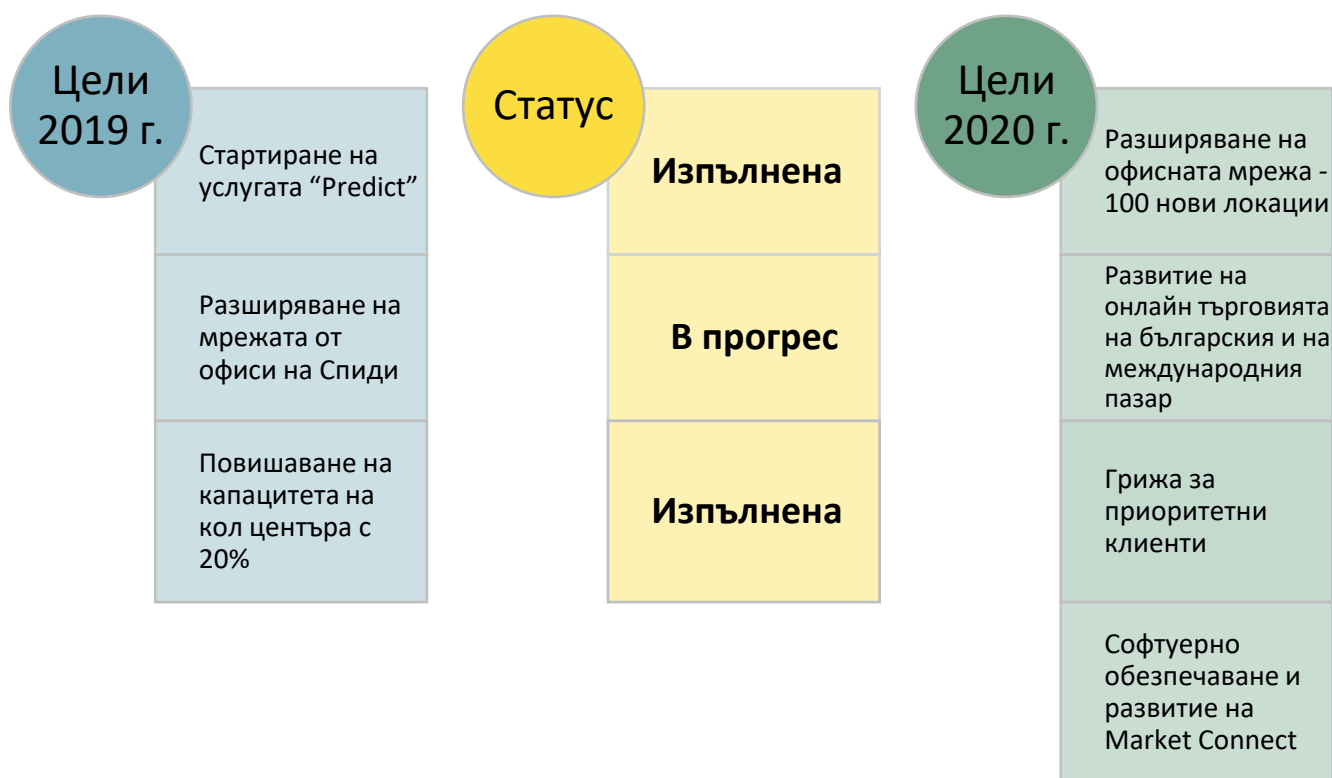 Цели
2019 г.
Стартиране на
услугата “Predict”
Разширяване на
мрежата от
офиси на Спиди
Повишаване на
капацитета на
кол центъра с
20%
Статус
Изпълнена
В прогрес
Изпълнена
Цели
2020 г.
Разширяване на
офисната мрежа -
100 нови локации
Развитие на
онлайн търговията
на българския и на
международния
пазар
Грижа за
приоритетни
клиенти
Софтуерно
обезпечаване и
развитие на
Market Connect